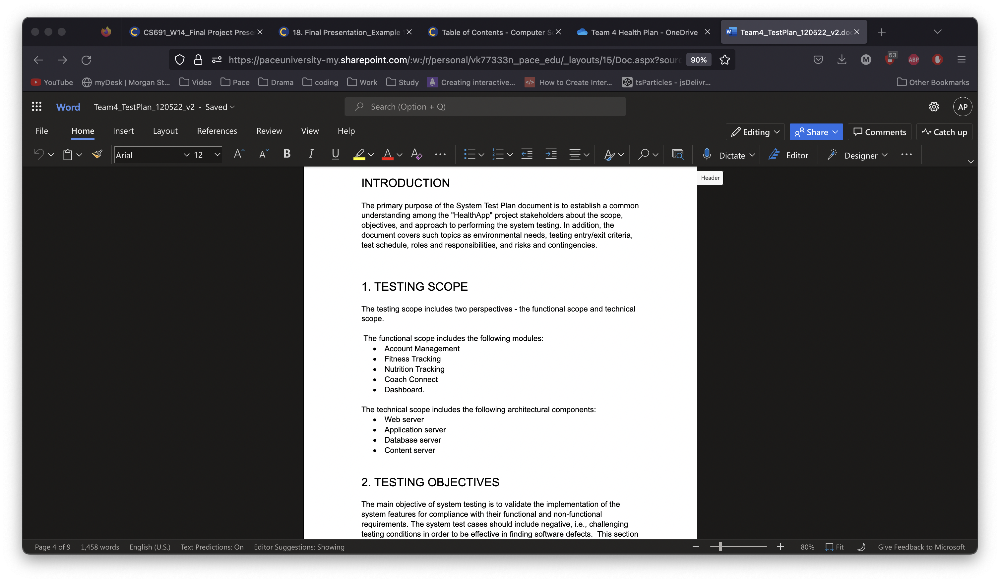 CS691_W14_Final Project Prese
18. Final Presentation_Example 1
Table of Contents - Computer Sc
Team 4 Health Plan - OneDrive
Team4_TestPlan_120522_v2.doc
https://paceuniversity-my.sharepoint.com/:w:/r/personal/vk77333n_pace_edu/_layouts/15/Doc.aspx?sourc
90%
M
53
ABP
YouTube
myDesk | Morgan St...
Video
Pace
Drama
coding
Work
Study
Creating interactive...
</> How to Create Inter...
tsParticles - jsDelivr...
Other Bookmarks
Word
Team4_TestPlan_120522_v2 - Saved
Search (Option + Q)
AP
File
Home
Insert
Layout
References
Review
View
Help
Editing
Share
Comments
Catch up
Arial
12
A
A
B
I
U
A
A
Dictate
Editor
Designer
Header
INTRODUCTION
The primary purpose of the System Test Plan document is to establish a common
understanding among the "HealthApp" project stakeholders about the scope,
objectives, and approach to performing the system testing. In addition, the
document covers such topics as environmental needs, testing entry/exit criteria,
test schedule, roles and responsibilities, and risks and contingencies.
1. TESTING SCOPE
The testing scope includes two perspectives - the functional scope and technical
scope.
The functional scope includes the following modules:
• Account Management
• Fitness Tracking
• Nutrition Tracking
• Coach Connect
• Dashboard.
The technical scope includes the following architectural components:
• Web server
• Application server
• Database server
• Content server
2. TESTING OBJECTIVES
The main objective of system testing is to validate the implementation of the
system features for compliance with their functional and non-functional
requirements. The system test cases should include negative, i.e., challenging
testing conditions in order to be effective in finding software defects. This section
Page 4 of 9
1,458 words
English (U.S.)
Text Predictions: On
Editor Suggestions: Showing
80%
Fit
Give Feedback to Microsoft